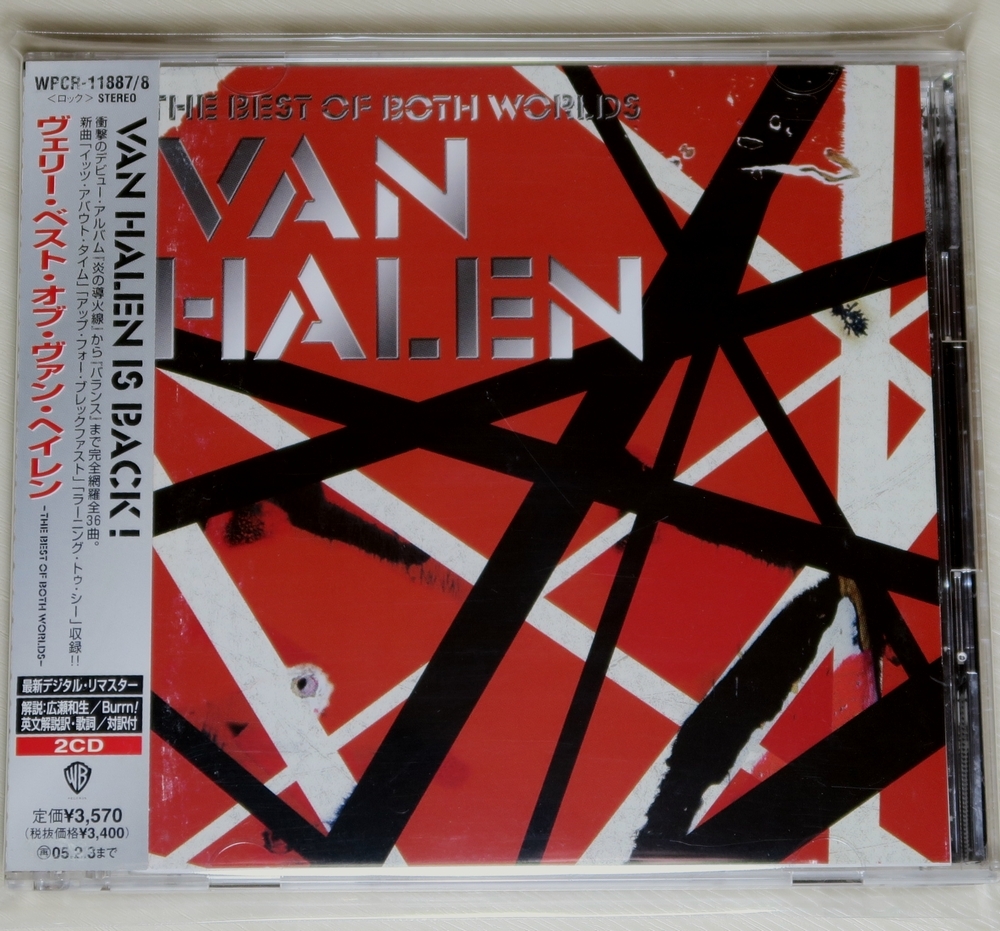 WPCR-11887/8
<ロック> STEREO
VAN HALEN IS BACK!
衝撃のデビュー・アルバム『炎の導火線』から『バランス』まで完全網羅全36曲。
新曲「イッツ・アバウト・タイム」「アップ・フォー・ブレックファスト」「ラーニング・トゥ・シー」収録!!
ヴェリー・ベスト・オブ・ヴァン・ヘイレン
-THE BEST OF BOTH WORLDS-
最新デジタル・リマスター
解説:広瀬和生/Burrn!
英文解説訳・歌詞/対訳付
2CD
WB
定価¥3,570
(税抜価格¥3,400)
再05.2.3まで
THE BEST OF BOTH WORLDS
VAN
HALEN